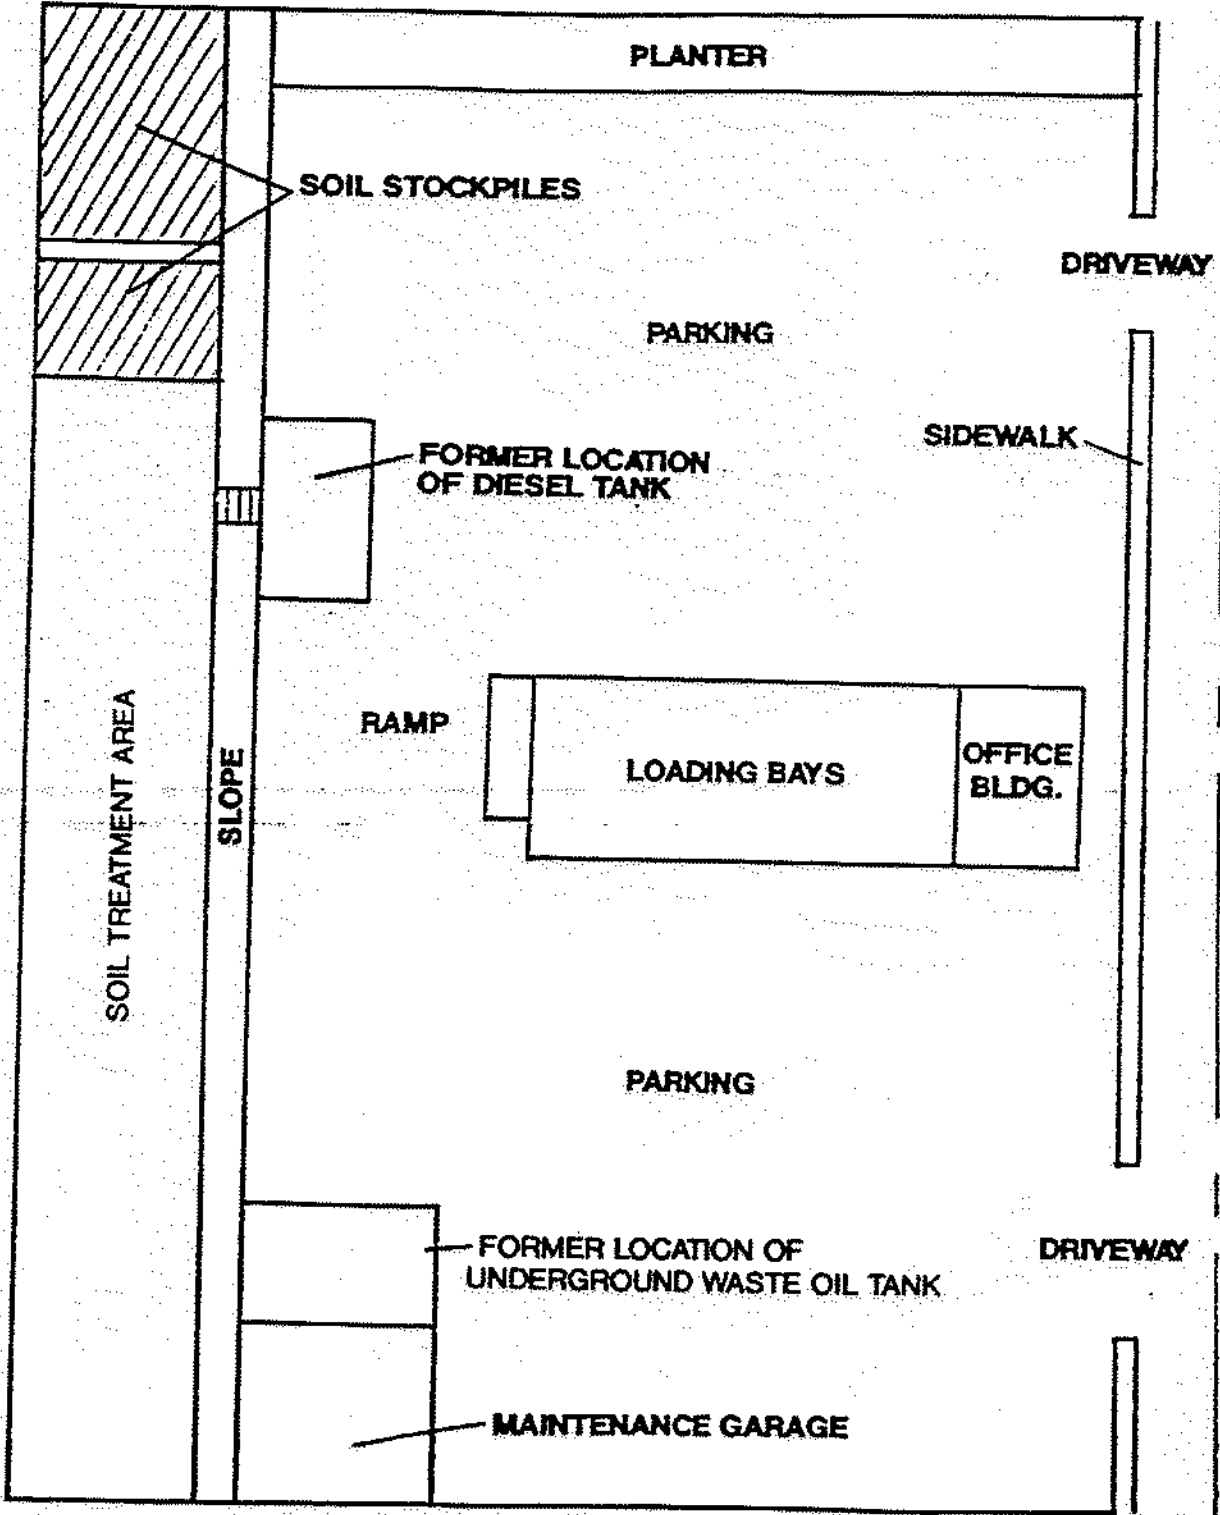 PLANTER
SOIL STOCKPILES
DRIVEWAY
PARKING
SIDEWALK
FORMER LOCATION
OF DIESEL TANK
RAMP
LOADING BAYS
OFFICE
BLDG.
SLOPE
SOIL TREATMENT AREA
PARKING
FORMER LOCATION OF
UNDERGROUND WASTE OIL TANK
DRIVEWAY
MAINTENANCE GARAGE